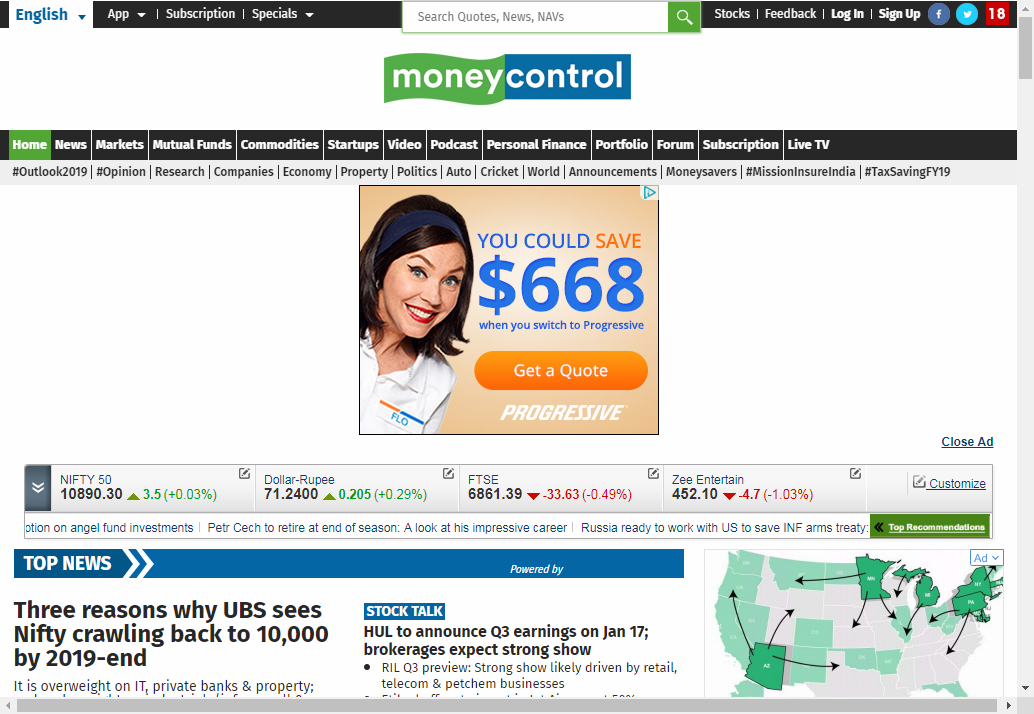 English App | Subscription | Specials Search Quotes, News, NAVs Stocks | Feedback | Log In | Sign Up f 18
moneycontrol
Home News Markets Mutual Funds Commodities Startups Video Podcast Personal Finance Portfolio Forum Subscription Live TV
#Outlook2019 | #Opinion | Research | Companies | Economy | Property | Politics | Auto | Cricket | World | Announcements | Moneysavers | #MissionInsureIndia | #TaxSavingFY19
YOU COULD SAVE
$668
when you switch to Progressive
Get a Quote
FLO
PROGRESSIVE
Close Ad
NIFTY 50
10890.30 3.5 (+0.03%)
Dollar-Rupee
71.2400 0.205 (+0.29%)
FTSE
6861.39 -33.63 (-0.49%)
Zee Entertain
452.10 -4.7 (-1.03%)
Customize
ption on angel fund investments | Petr Cech to retire at end of season: A look at his impressive career | Russia ready to work with US to save INF arms treaty: Top Recommendations
TOP NEWS
Powered by
Ad
Three reasons why UBS sees
Nifty crawling back to 10,000
by 2019-end
It is overweight on IT, private banks & property;
STOCK TALK
HUL to announce Q3 earnings on Jan 17;
brokerages expect strong show
• RIL Q3 preview: Strong show likely driven by retail,
telecom & petchem businesses
MN
MI
NY
PA
AZ